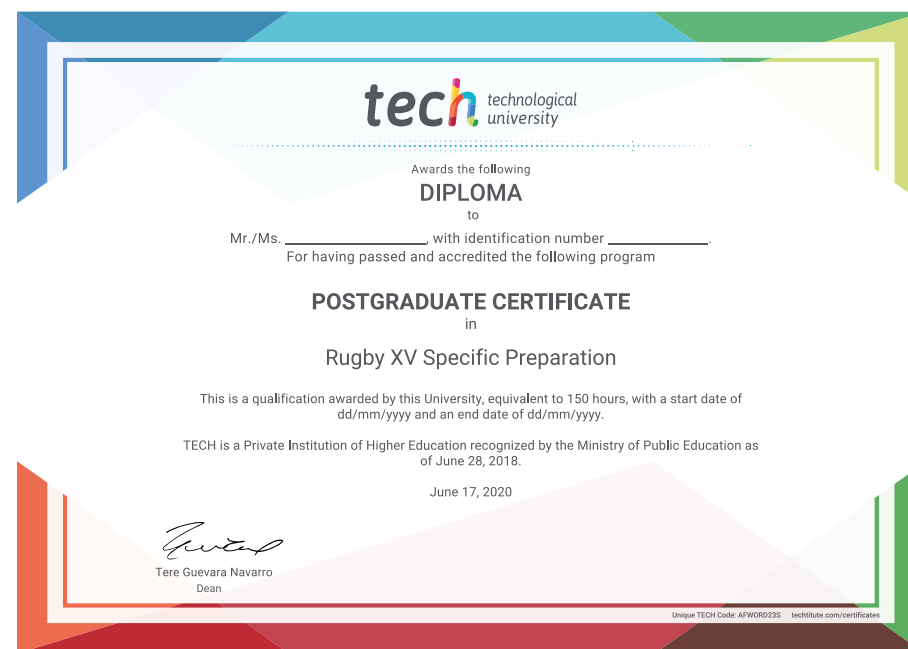 tech technological
university
Awards the following
DIPLOMA
to
Mr./Ms. ____________________, with identification number ______________.
For having passed and accredited the following program
POSTGRADUATE CERTIFICATE
in
Rugby XV Specific Preparation
This is a qualification awarded by this University, equivalent to 150 hours, with a start date of
dd/mm/yyyy and an end date of dd/mm/yyyy.
TECH is a Private Institution of Higher Education recognized by the Ministry of Public Education as
of June 28, 2018.
June 17, 2020
Tere Guevara Navarro
Dean
Unique TECH Code: AFWORD23S techtitute.com/certificates